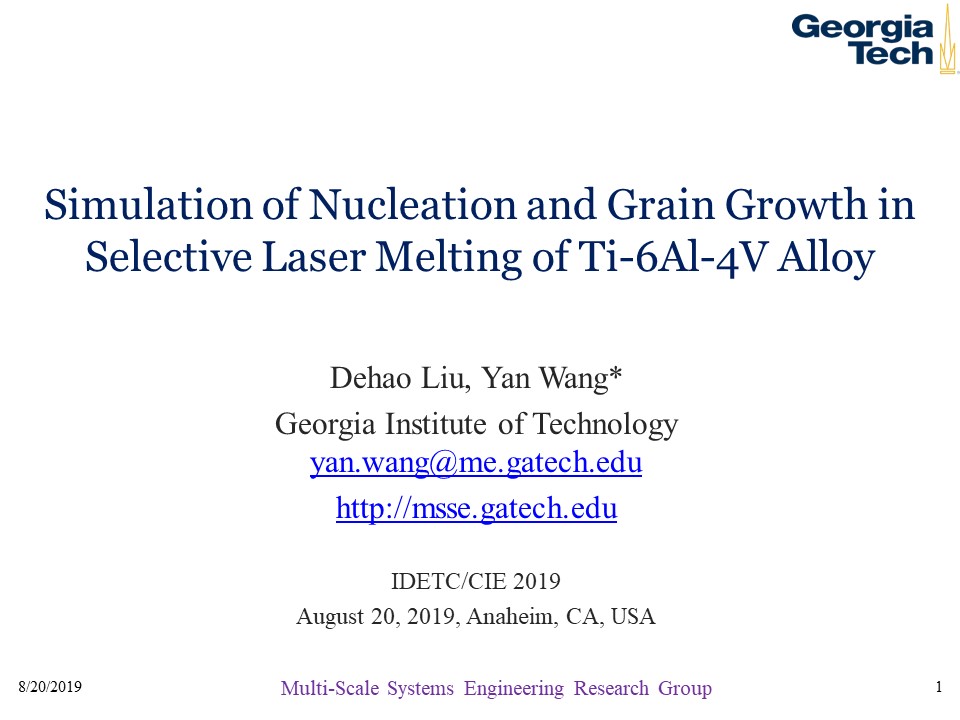 Georgia
Tech
Simulation of Nucleation and Grain Growth in
Selective Laser Melting of Ti-6Al-4V Alloy
Dehao Liu, Yan Wang*
Georgia Institute of Technology
yan.wang@me.gatech.edu
http://msse.gatech.edu
IDETC/CIE 2019
August 20, 2019, Anaheim, CA, USA
8/20/2019
Multi-Scale Systems Engineering Research Group
1